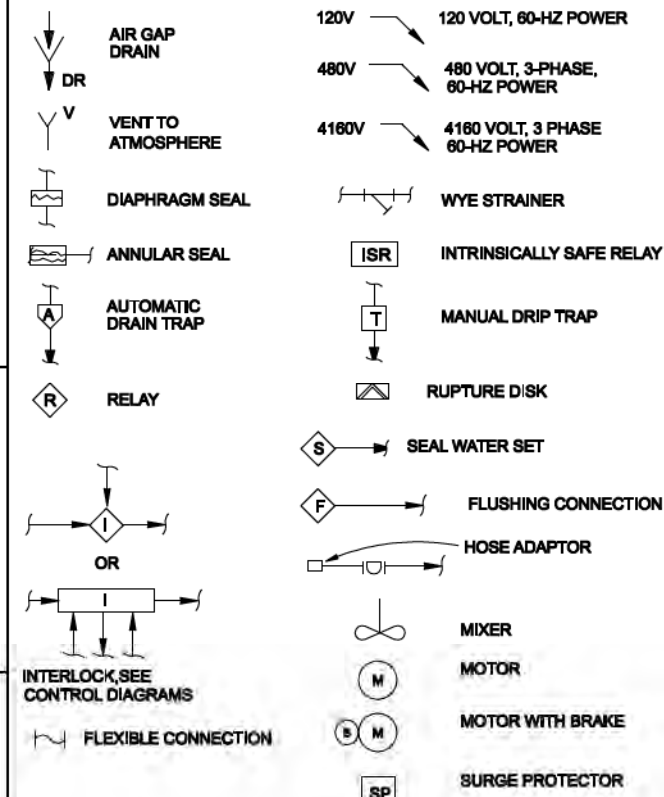 AIR GAP
DRAIN
DR
V
VENT TO
ATMOSPHERE
DIAPHRAGM SEAL
ANNULAR SEAL
A
AUTOMATIC
DRAIN TRAP
R
RELAY
I
OR
I
INTERLOCK,SEE
CONTROL DIAGRAMS
FLEXIBLE CONNECTION
120V
120 VOLT, 60-HZ POWER
480V
480 VOLT, 3-PHASE,
60-HZ POWER
4160V
4160 VOLT, 3 PHASE
60-HZ POWER
WYE STRAINER
ISR
INTRINSICALLY SAFE RELAY
T
MANUAL DRIP TRAP
RUPTURE DISK
S
SEAL WATER SET
F
FLUSHING CONNECTION
HOSE ADAPTOR
MIXER
M
MOTOR
B
M
MOTOR WITH BRAKE
SP
SURGE PROTECTOR